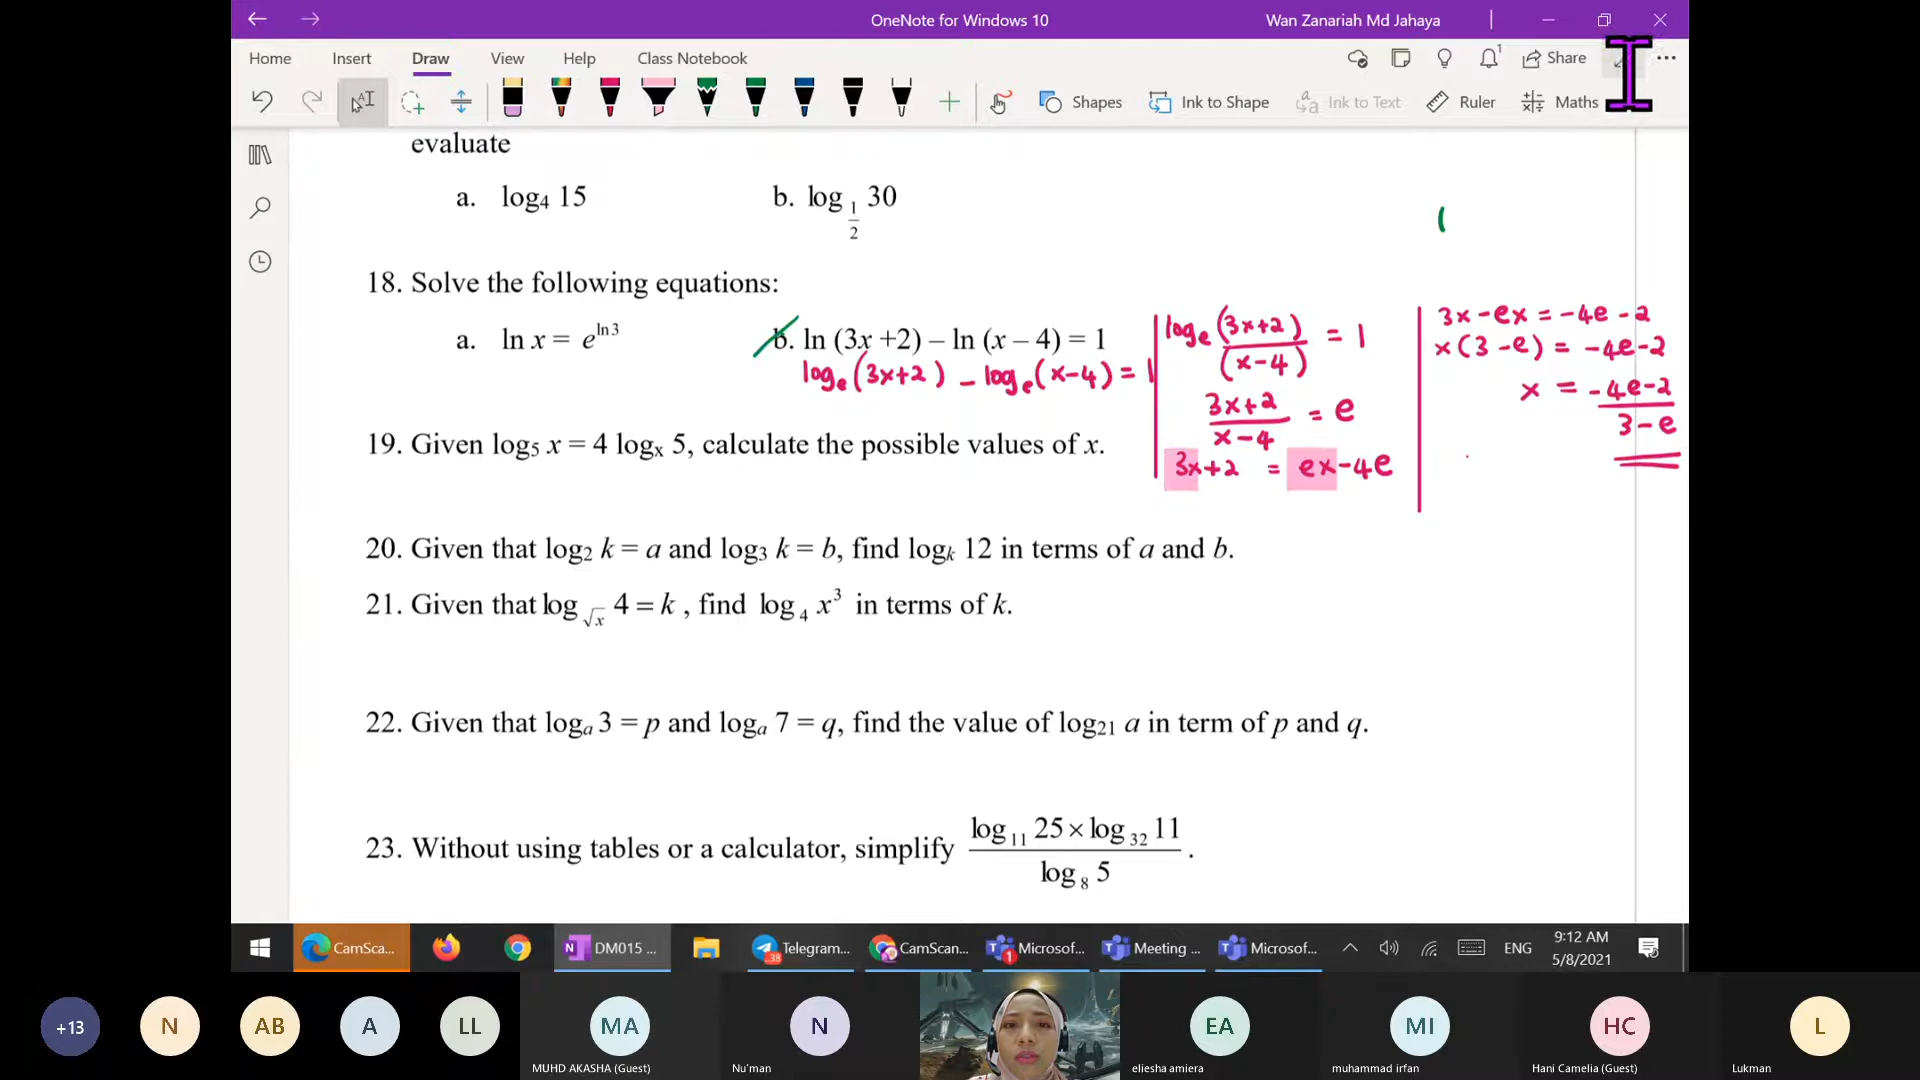 OneNote for Windows 10
Wan Zanariah Md Jahaya
Home Insert Draw View Help Class Notebook
1 Share
Shapes Ink to Shape Ink to Text Ruler Maths
evaluate
a. log₄ 15 b. log_{1/2} 30
18. Solve the following equations:
a. ln x = e^{ln 3} b. ln (3x +2) – ln (x – 4) = 1
logₑ(3x+2) – logₑ(x–4) = 1
logₑ (3x+2)/(x–4) = 1
(3x+2)/(x–4) = e
3x+2 = ex–4e
3x–ex = –4e–2
x(3–e) = –4e–2
x = (–4e–2)/(3–e)
19. Given log₅ x = 4 logₓ 5, calculate the possible values of x.
20. Given that log₂ k = a and log₃ k = b, find logₖ 12 in terms of a and b.
21. Given that log_{√x} 4 = k , find log₄ x³ in terms of k.
22. Given that logₐ 3 = p and logₐ 7 = q, find the value of log₂₁ a in term of p and q.
23. Without using tables or a calculator, simplify (log₁₁ 25 × log₃₂ 11)/(log₈ 5) .
CamSca... DM015 ... Telegram... CamScan... Microsof... Meeting ... Microsof... ENG 9:12 AM
38 1 5/8/2021
+13 N AB A LL MA N EA MI HC L
MUHD AKASHA (Guest) Nu'man eliesha amiera muhammad irfan Hani Camelia (Guest) Lukman